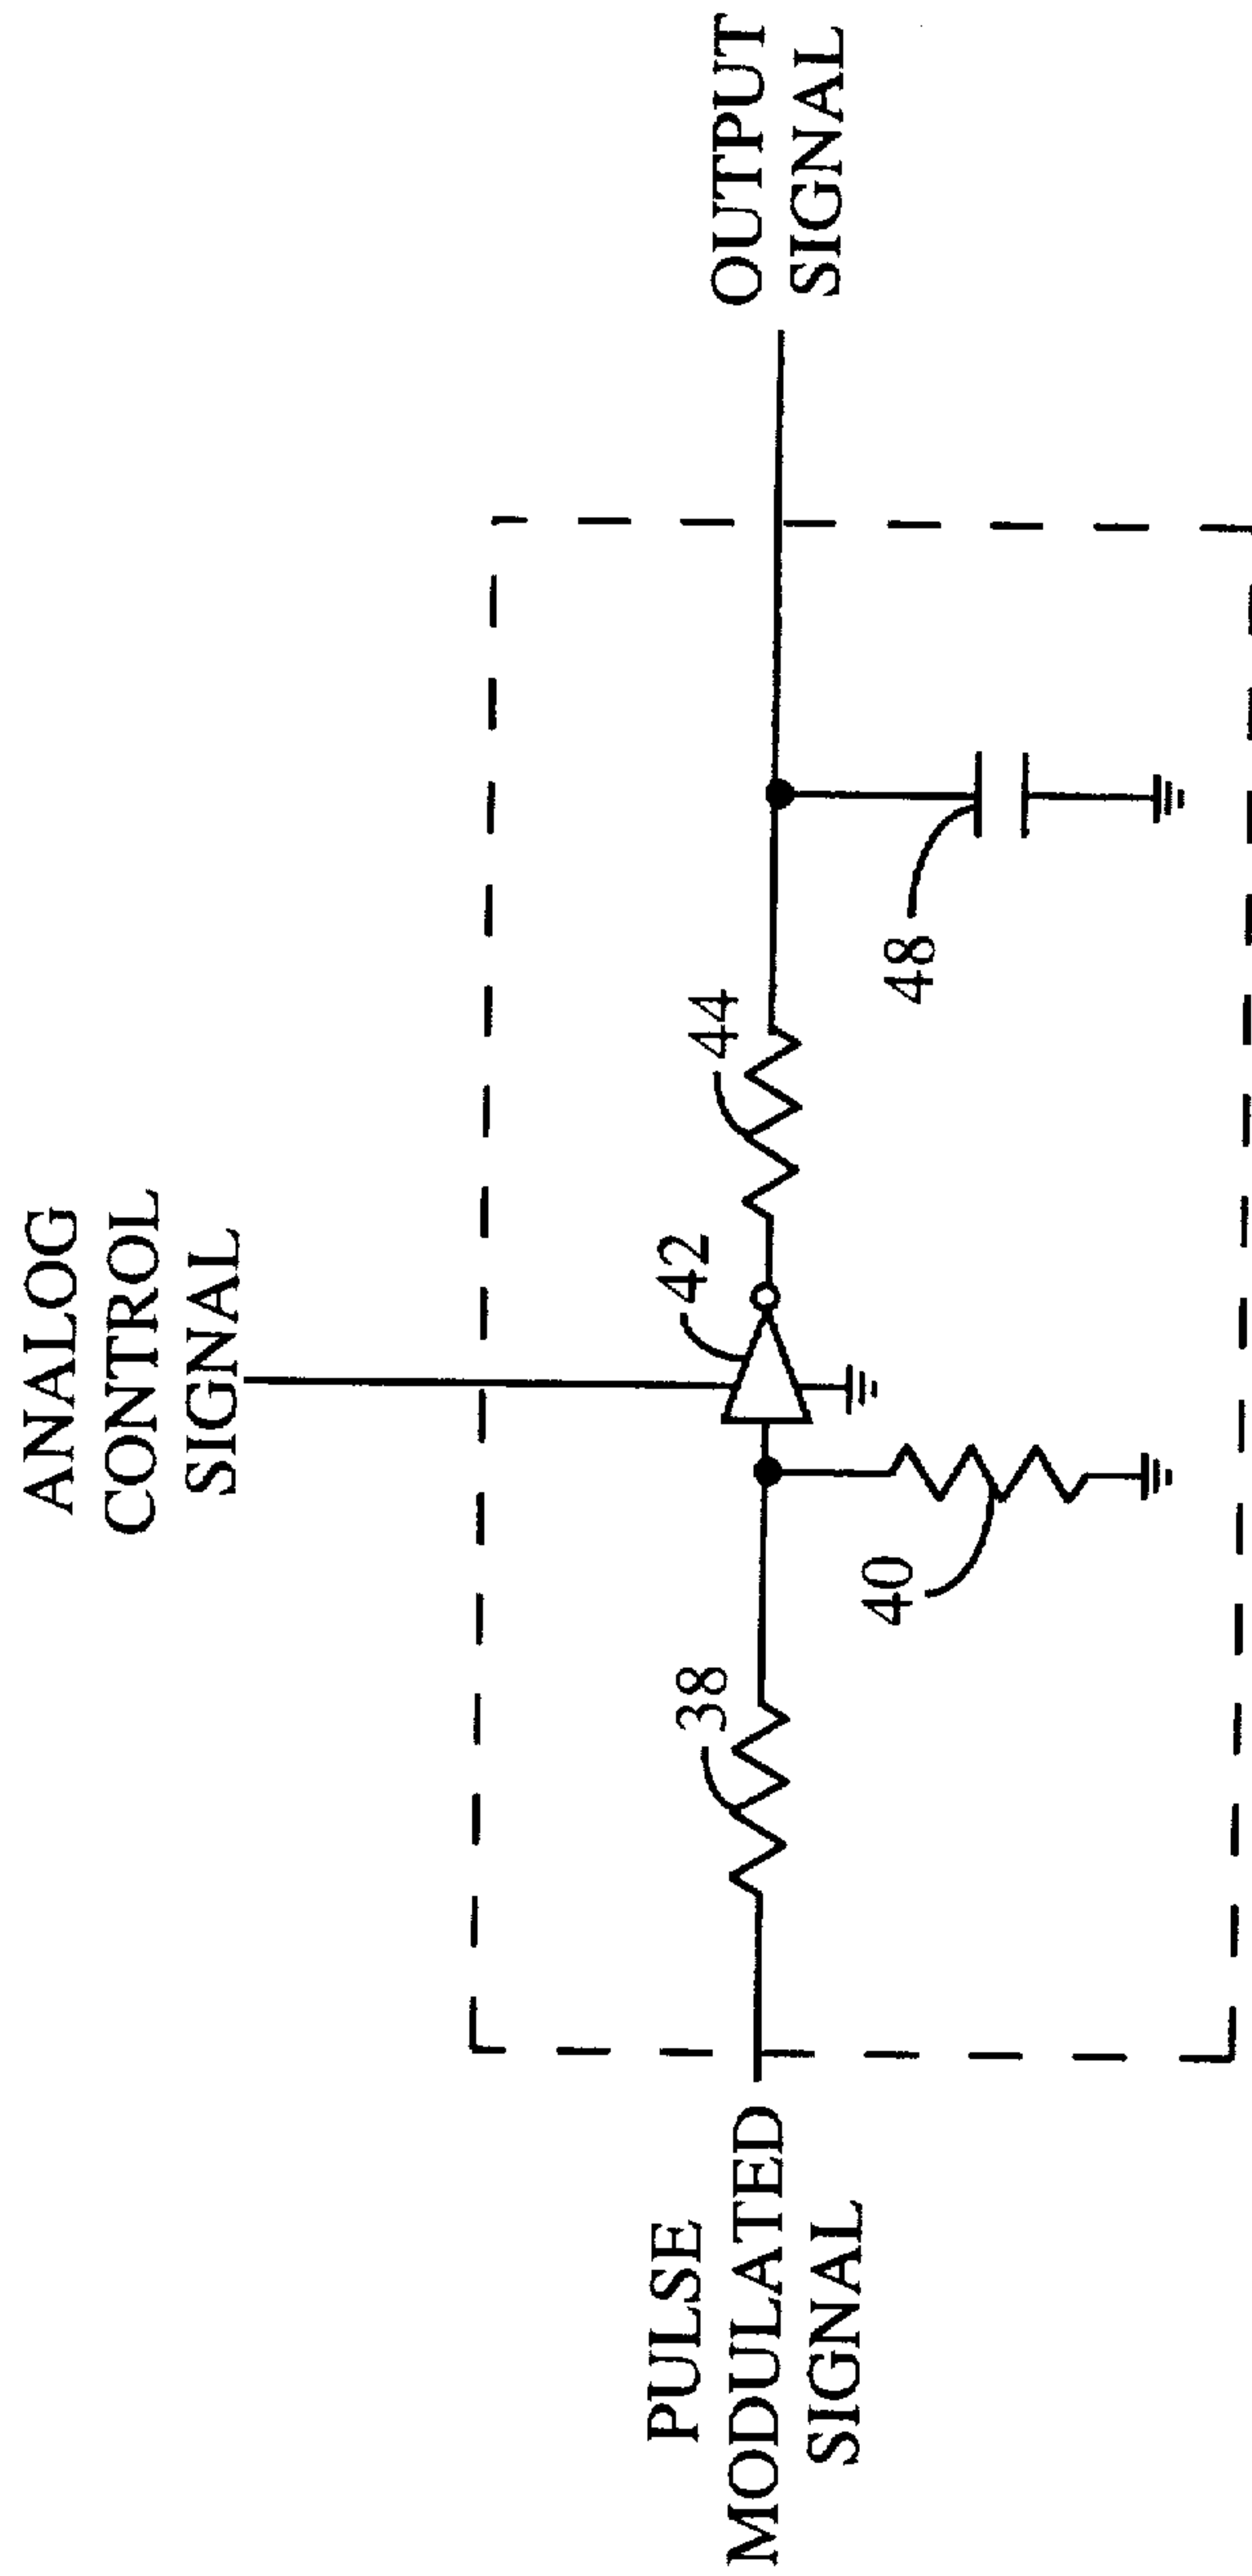 ANALOG
CONTROL
SIGNAL
PULSE
MODULATED
SIGNAL
38
40
42
44
48
OUTPUT
SIGNAL